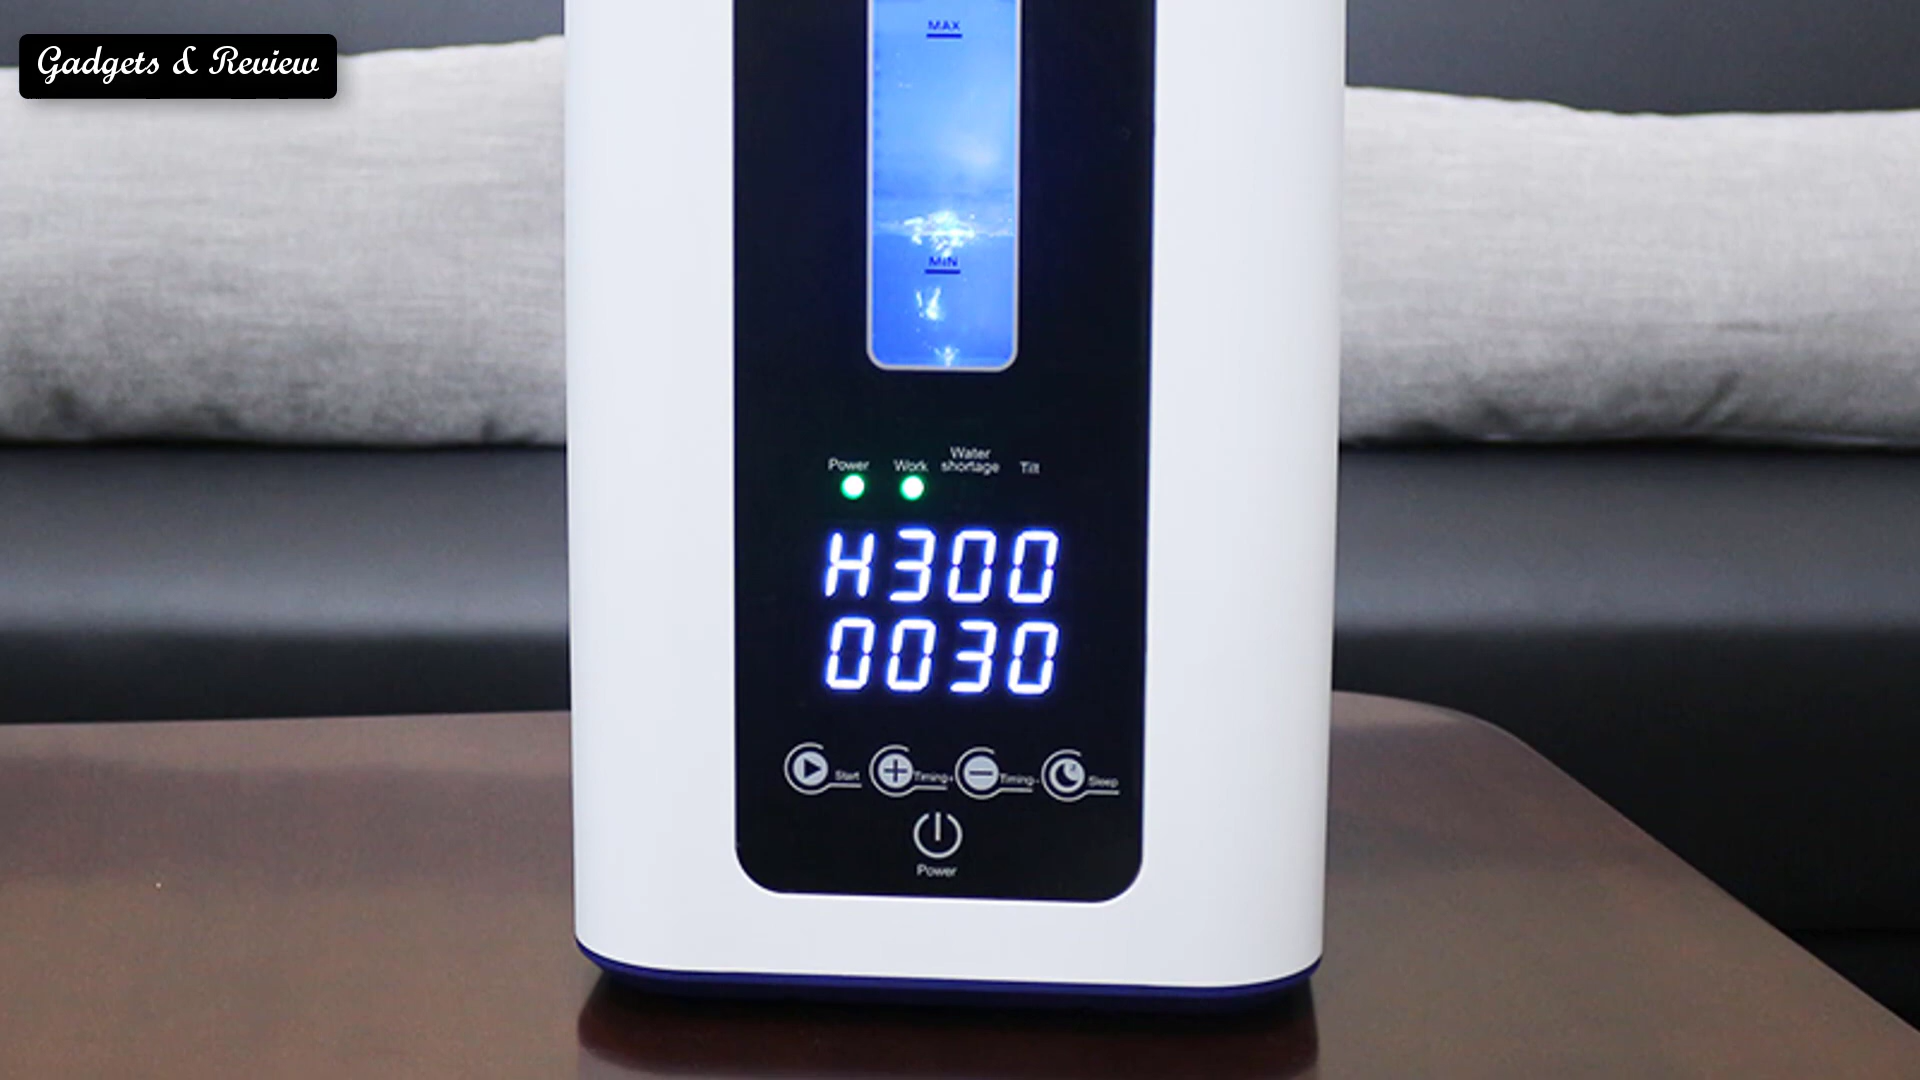 Gadgets & Review
MAX
MIN
Power Work Water shortage Tilt
H300
0030
Start Timing+ Timing- Sleep
Power